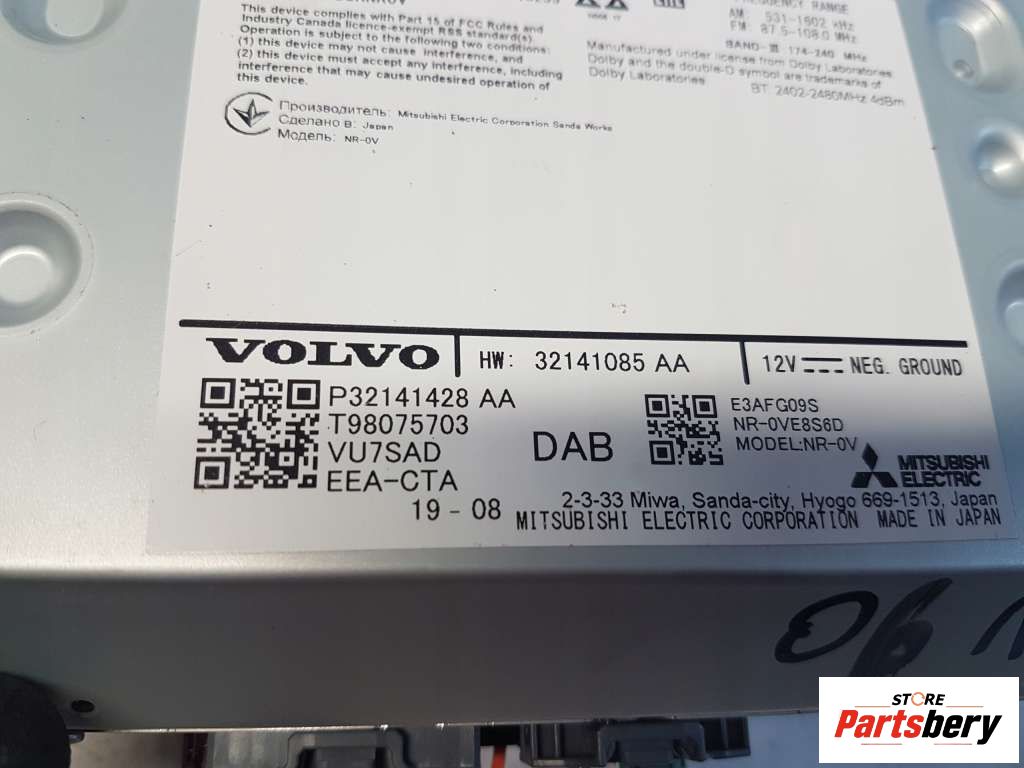 This device complies with Part 15 of FCC Rules and
Industry Canada licence-exempt RSS standard(s).
Operation is subject to the following two conditions:
(1) this device may not cause interference, and
(2) this device must accept any interference, including
interference that may cause undesired operation of
this device.
FREQUENCY RANGE
AM: 531-1602 kHz
FM: 87.5-108.0 MHz
BAND-III 174-240 MHz
Manufactured under license from Dolby Laboratories.
Dolby and the double-D symbol are trademarks of
Dolby Laboratories.
BT 2402-2480MHz 4dBm
Производитель: Mitsubishi Electric Corporation Sanda Works
Сделано в: Japan
Модель: NR-0V
VOLVO
HW: 32141085 AA
12V NEG. GROUND
P32141428 AA
T98075703
VU7SAD
EEA-CTA
19-08
DAB
E3AFG09S
NR-0VE8S6D
MODEL:NR-0V
MITSUBISHI
ELECTRIC
2-3-33 Miwa, Sanda-city, Hyogo 669-1513, Japan
MITSUBISHI ELECTRIC CORPORATION MADE IN JAPAN
STORE
Partsbery